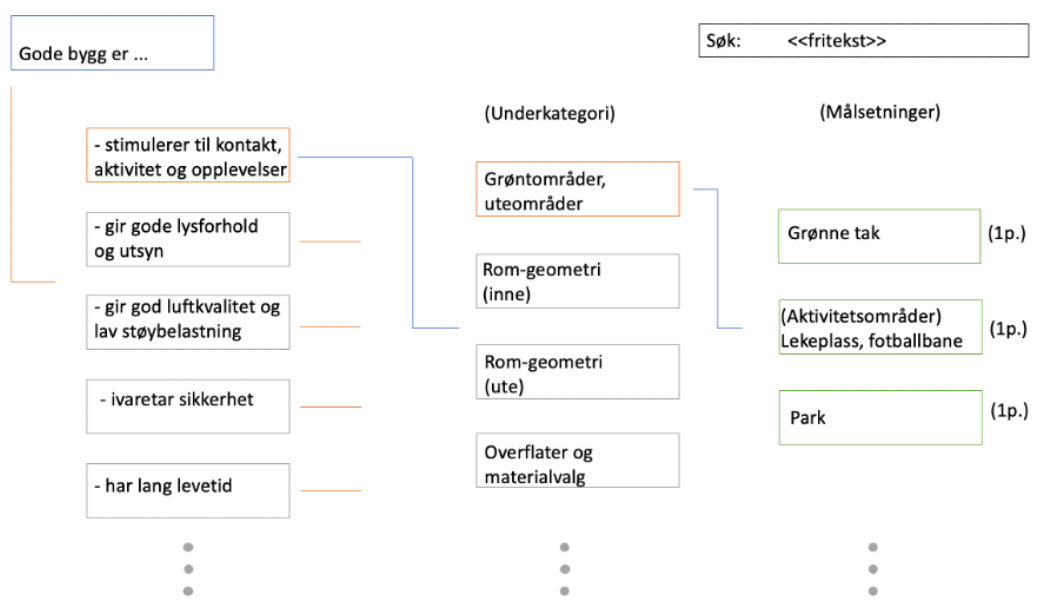 Gode bygg er ...
Søk: <<fritekst>>
- stimulerer til kontakt,
aktivitet og opplevelser
- gir gode lysforhold
og utsyn
- gir god luftkvalitet og
lav støybelastning
- ivaretar sikkerhet
- har lang levetid
(Underkategori)
Grøntområder,
uteområder
Rom-geometri
(inne)
Rom-geometri
(ute)
Overflater og
materialvalg
(Målsetninger)
Grønne tak (1p.)
(Aktivitetsområder)
Lekeplass, fotballbane (1p.)
Park (1p.)